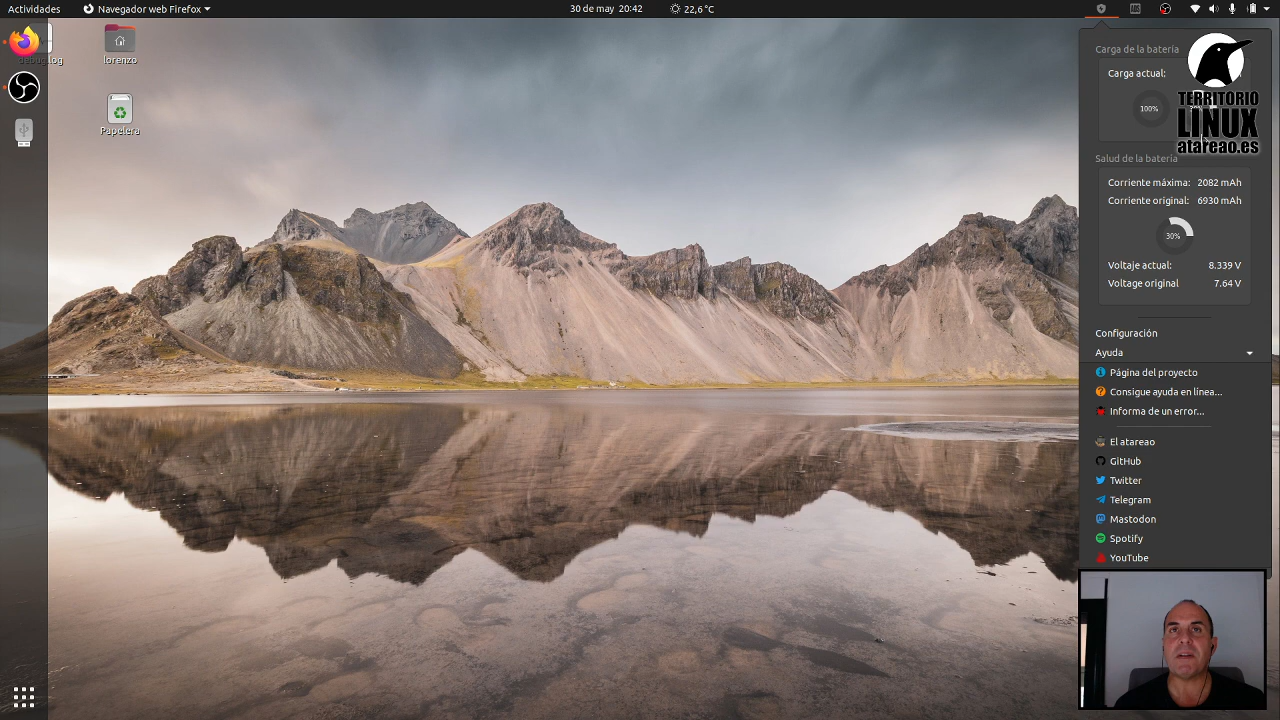 Actividades
Navegador web Firefox
30 de may 20:42
22,6 °C
lorenzo
Papelera
Carga de la batería
Carga actual:
100%
TERRITORIO
LINUX
atareao.es
Salud de la batería
Corriente máxima: 2082 mAh
Corriente original: 6930 mAh
30%
Voltaje actual: 8.339 V
Voltage original 7.64 V
Configuración
Ayuda
Página del proyecto
Consigue ayuda en línea...
Informa de un error...
El atareao
GitHub
Twitter
Telegram
Mastodon
Spotify
YouTube